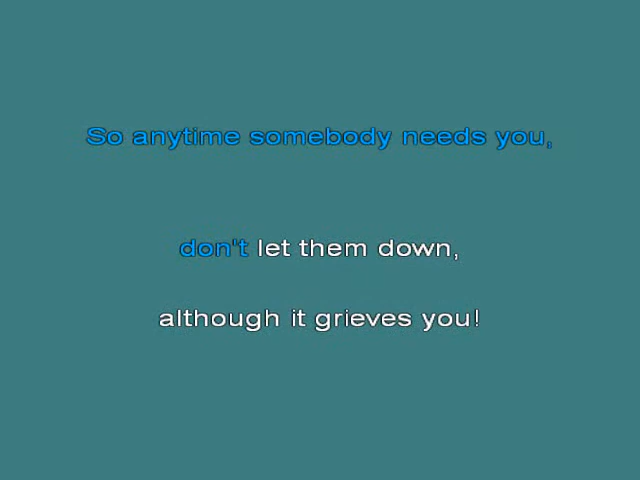 So anytime somebody needs you,
don't let them down,
although it grieves you!